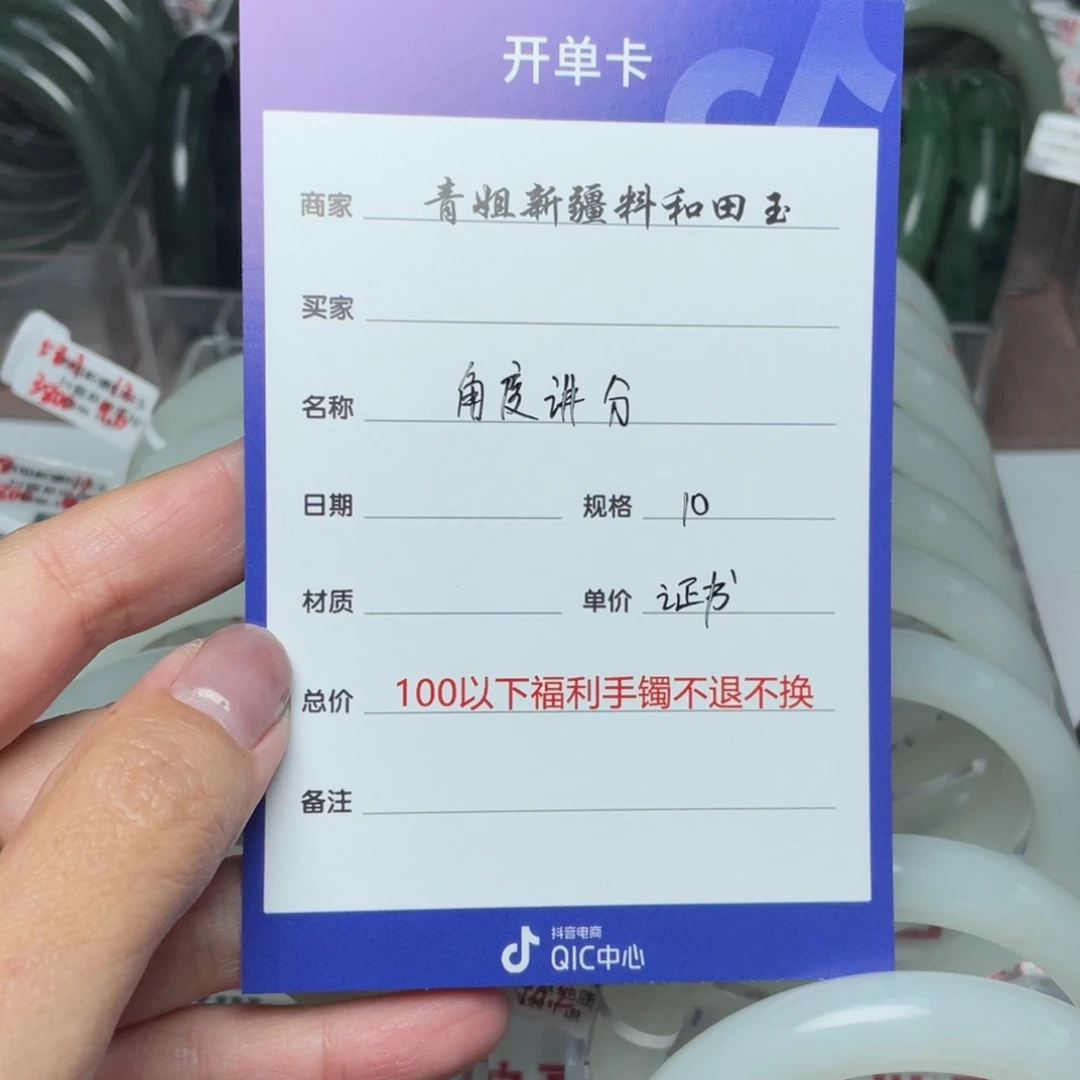 开单卡
商家 青姐新疆料和田玉
买家
名称 角度讲分
日期 规格 10
材质 单价 证书
总价 100以下福利手镯不退不换
备注
抖音电商
QIC中心